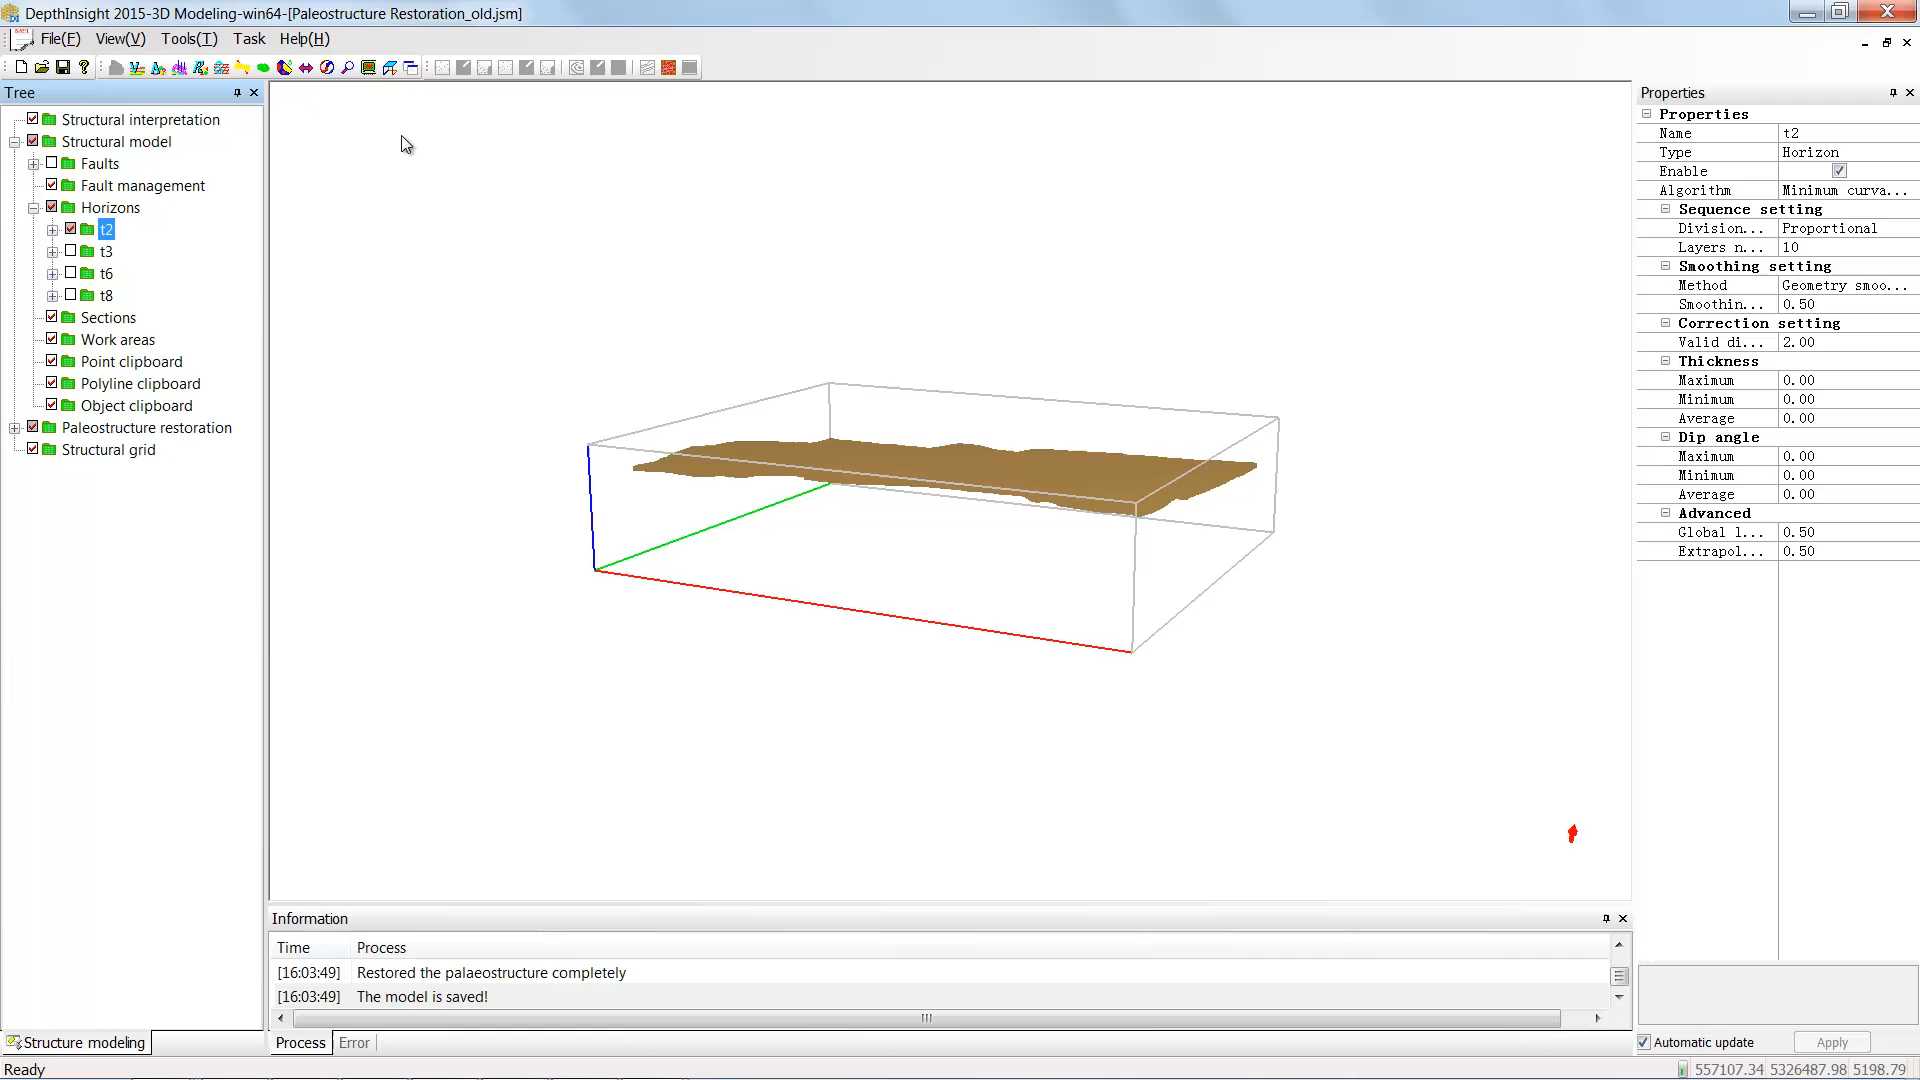 DepthInsight 2015-3D Modeling-win64-[Paleostructure Restoration_old.jsm]
File(F) View(V) Tools(T) Task Help(H)
Tree
Structural interpretation
Structural model
Faults
Fault management
Horizons
t2
t3
t6
t8
Sections
Work areas
Point clipboard
Polyline clipboard
Object clipboard
Paleostructure restoration
Structural grid
Structure modeling
Properties
Properties
Name t2
Type Horizon
Enable
Algorithm Minimum curva...
Sequence setting
Division... Proportional
Layers n... 10
Smoothing setting
Method Geometry smoo...
Smoothin... 0.50
Correction setting
Valid di... 2.00
Thickness
Maximum 0.00
Minimum 0.00
Average 0.00
Dip angle
Maximum 0.00
Minimum 0.00
Average 0.00
Advanced
Global l... 0.50
Extrapol... 0.50
Automatic update Apply
Information
Time Process
[16:03:49] Restored the palaeostructure completely
[16:03:49] The model is saved!
Process Error
Ready
557107.34 5326487.98 5198.79